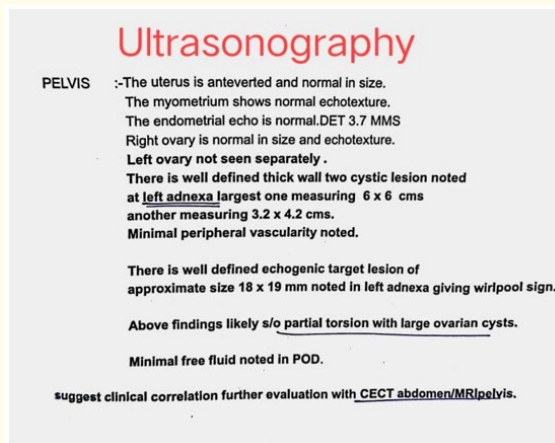 Ultrasonography
PELVIS :-The uterus is anteverted and normal in size.
The myometrium shows normal echotexture.
The endometrial echo is normal.DET 3.7 MMS
Right ovary is normal in size and echotexture.
Left ovary not seen separately .
There is well defined thick wall two cystic lesion noted
at left adnexa largest one measuring 6 x 6 cms
another measuring 3.2 x 4.2 cms.
Minimal peripheral vascularity noted.
There is well defined echogenic target lesion of
approximate size 18 x 19 mm noted in left adnexa giving wirlpool sign.
Above findings likely s/o partial torsion with large ovarian cysts.
Minimal free fluid noted in POD.
suggest clinical correlation further evaluation with CECT abdomen/MRIpelvis.